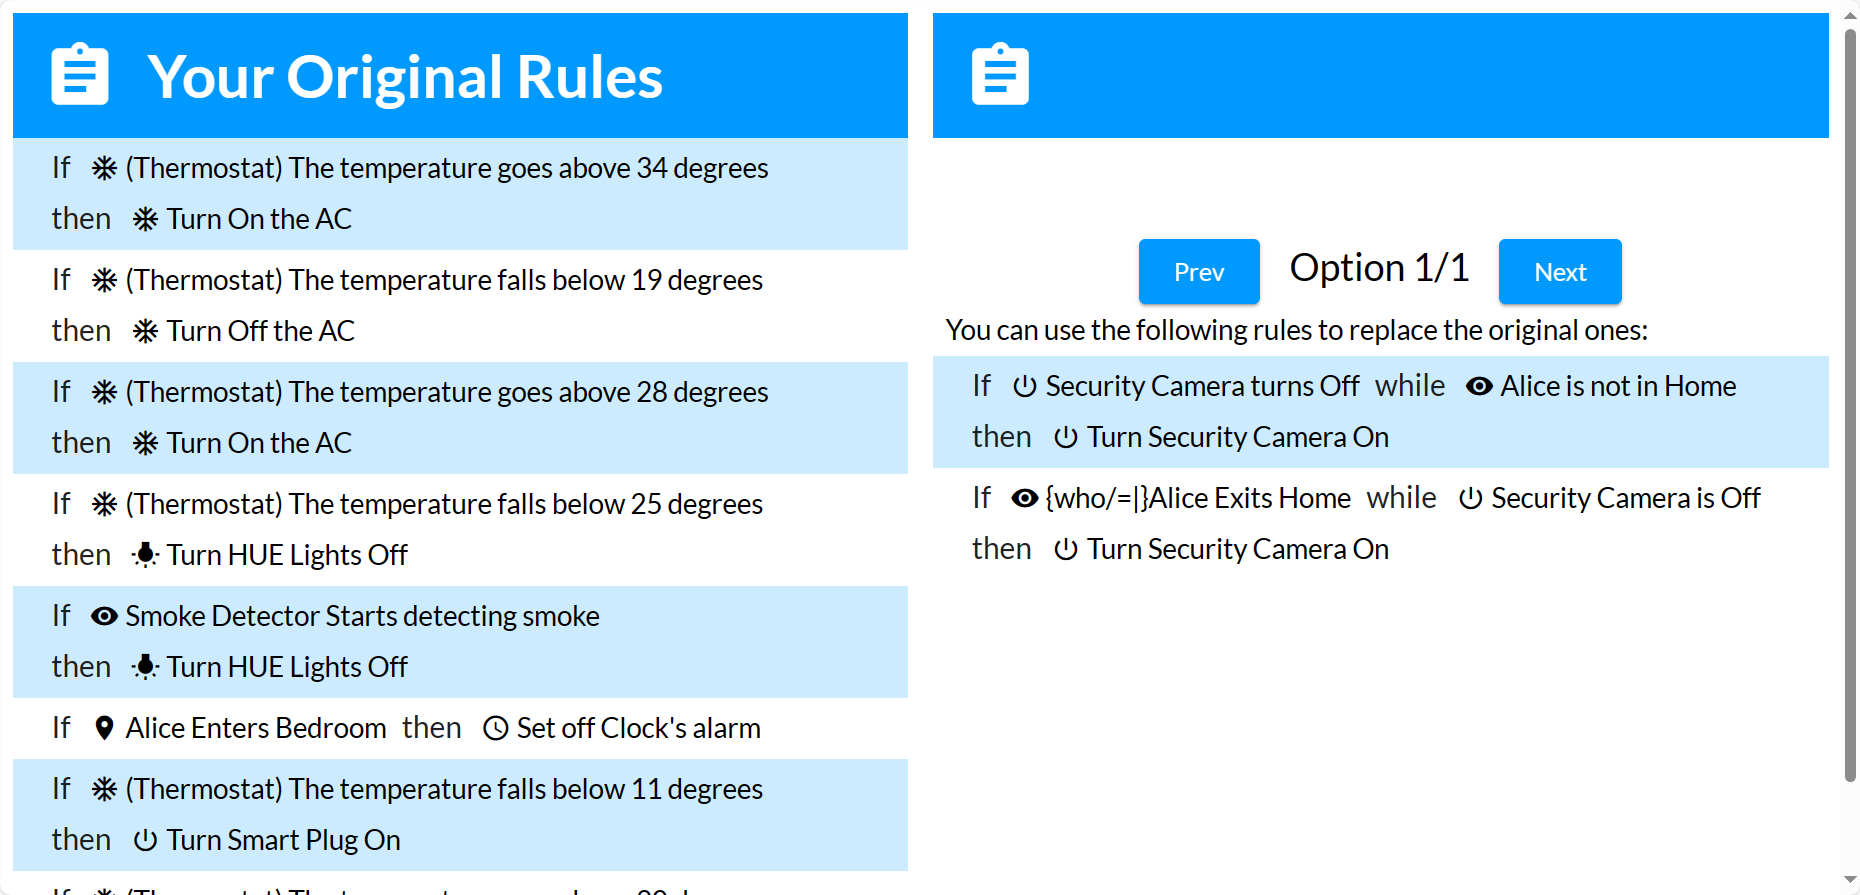 Your Original Rules
If (Thermostat) The temperature goes above 34 degrees
then Turn On the AC
If (Thermostat) The temperature falls below 19 degrees
then Turn Off the AC
If (Thermostat) The temperature goes above 28 degrees
then Turn On the AC
If (Thermostat) The temperature falls below 25 degrees
then Turn HUE Lights Off
If Smoke Detector Starts detecting smoke
then Turn HUE Lights Off
If Alice Enters Bedroom then Set off Clock's alarm
If (Thermostat) The temperature falls below 11 degrees
then Turn Smart Plug On
Prev Option 1/1 Next
You can use the following rules to replace the original ones:
If Security Camera turns Off while Alice is not in Home
then Turn Security Camera On
If {who/=|}Alice Exits Home while Security Camera is Off
then Turn Security Camera On